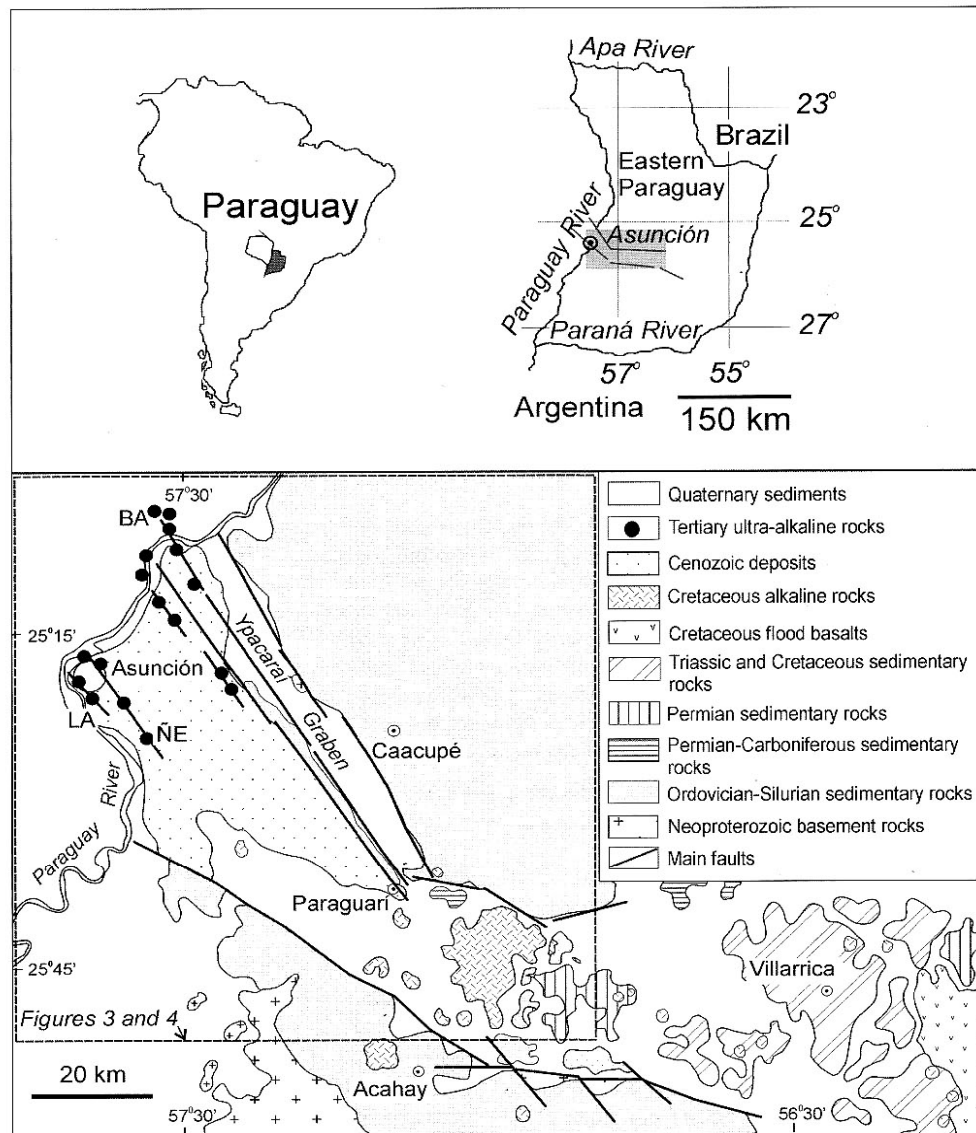 Apa River
23°
Brazil
Eastern
Paraguay
Paraguay
25°
Asunción
Paraguay River
Paraná River
27°
57°
55°
Argentina
150 km
57°30'
BA
25°15'
Asunción
LA
ÑE
Ypacaraí
Graben
Caacupé
Paraguay
River
Paraguarí
25°45'
Villarrica
Figures 3 and 4
20 km
Acahay
57°30'
56°30'
Quaternary sediments
Tertiary ultra-alkaline rocks
Cenozoic deposits
Cretaceous alkaline rocks
Cretaceous flood basalts
Triassic and Cretaceous sedimentary
rocks
Permian sedimentary rocks
Permian-Carboniferous sedimentary
rocks
Ordovician-Silurian sedimentary rocks
Neoproterozoic basement rocks
Main faults